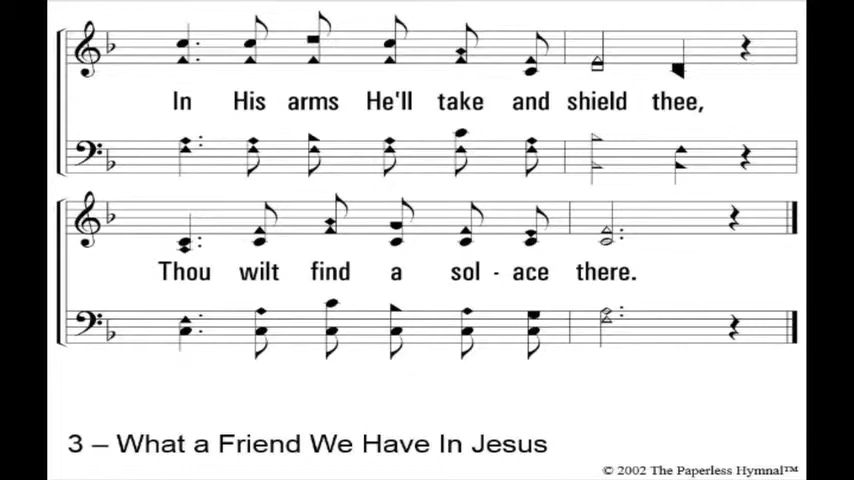 In His arms He'll take and shield thee,
Thou wilt find a sol - ace there.
3 – What a Friend We Have In Jesus
© 2002 The Paperless Hymnal™